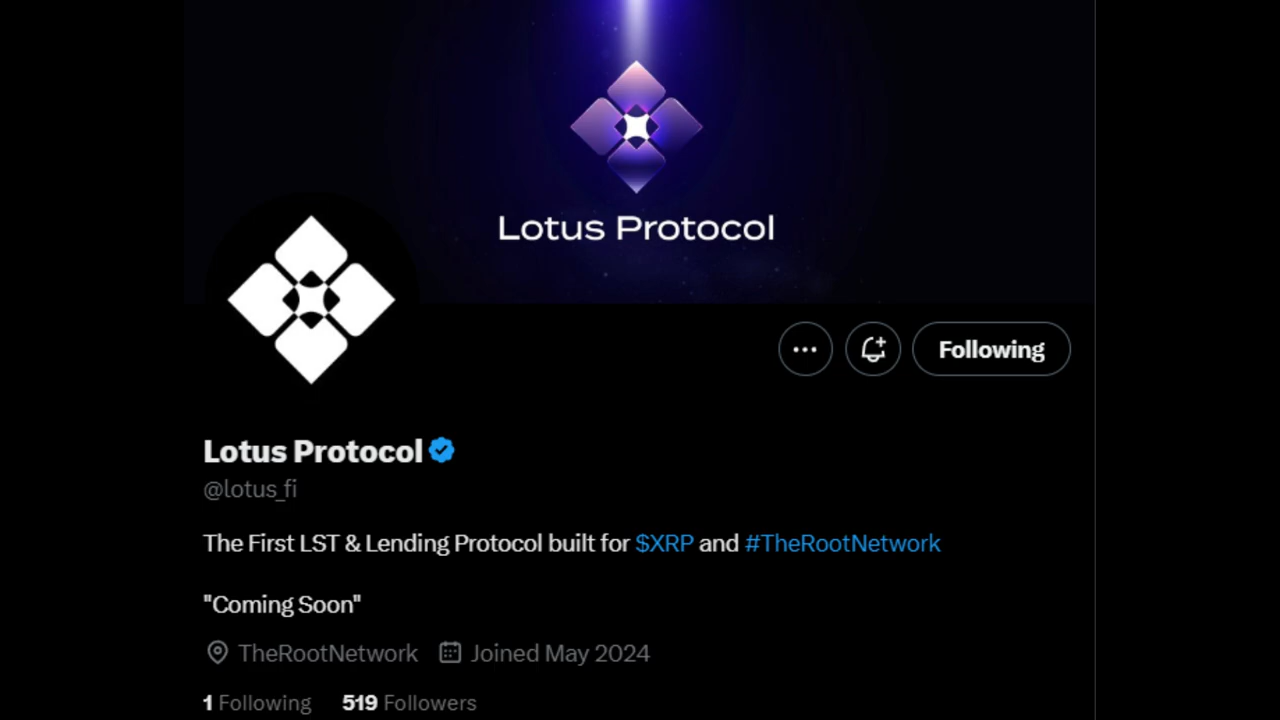 Lotus Protocol
Following
Lotus Protocol
@lotus_fi
The First LST & Lending Protocol built for $XRP and #TheRootNetwork
"Coming Soon"
TheRootNetwork Joined May 2024
1 Following 519 Followers